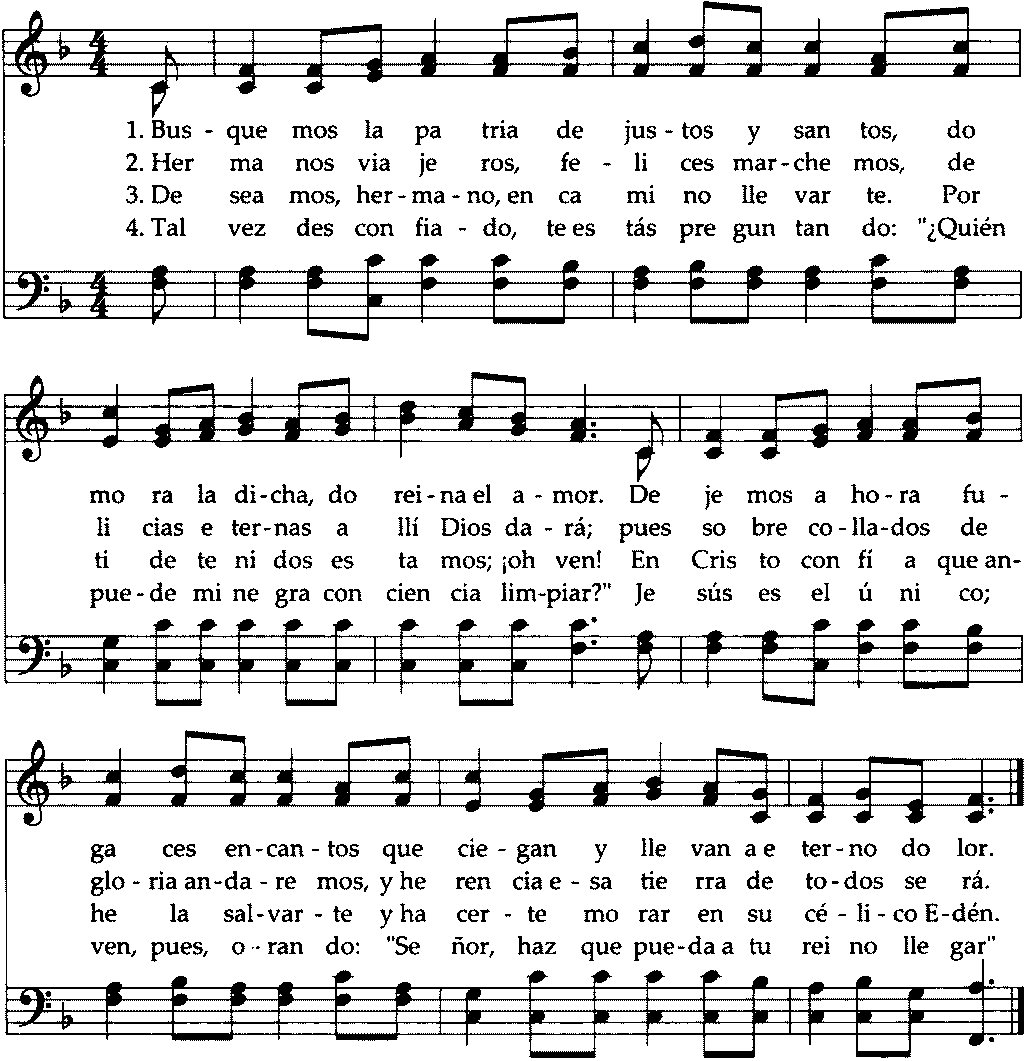 1. Bus - que mos la pa tria de jus - tos y san tos, do
2. Her ma nos via je ros, fe - li ces mar - che mos, de
3. De sea mos, her - ma - no, en ca mi no lle var te. Por
4. Tal vez des con fia - do, te es tás pre gun tan do: "¿Quién
mo ra la di - cha, do rei - na el a - mor. De je mos a ho - ra fu -
li cias e ter - nas a llí Dios da - rá; pues so bre co - lla - dos de
ti de te ni dos es ta mos; ¡oh ven! En Cris to con fí a que an-
pue - de mi ne gra con cien cia lim - piar?" Je sús es el ú ni co;
ga ces en - can - tos que cie - gan y lle van a e ter - no do lor.
glo - ria an - da - re mos, y he ren cia e - sa tie rra de to - dos se rá.
he la sal - var - te y ha cer - te mo rar en su cé - li - co E - dén.
ven, pues, o - ran do: "Se ñor, haz que pue - da a tu rei no lle gar"